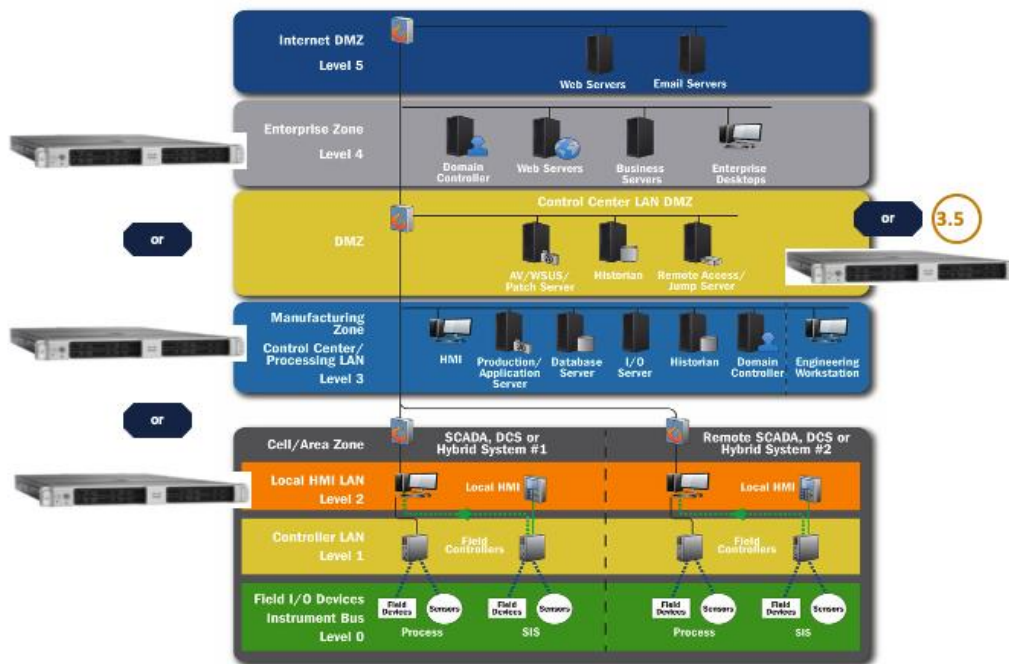 Internet DMZ
Level 5
Web Servers
Email Servers
Enterprise Zone
Level 4
Domain
Controller
Web Servers
Business
Servers
Enterprise
Desktops
or
Control Center LAN DMZ
DMZ
AV/WSUS/
Patch Server
Historian
Remote Access/
Jump Server
or
3.5
Manufacturing
Zone
Control Center/
Processing LAN
Level 3
HMI
Production/
Application
Server
Database
Server
I/O
Server
Historian
Domain
Controller
Engineering
Workstation
or
Cell/Area Zone
SCADA, DCS or
Hybrid System #1
Remote SCADA, DCS or
Hybrid System #2
Local HMI LAN
Level 2
Local HMI
Local HMI
Controller LAN
Level 1
Field
Controllers
Field
Controllers
Field I/O Devices
Instrument Bus
Level 0
Field
Devices
Sensors
Process
Field
Devices
Sensors
SIS
Field
Devices
Sensors
Process
Field
Devices
Sensors
SIS